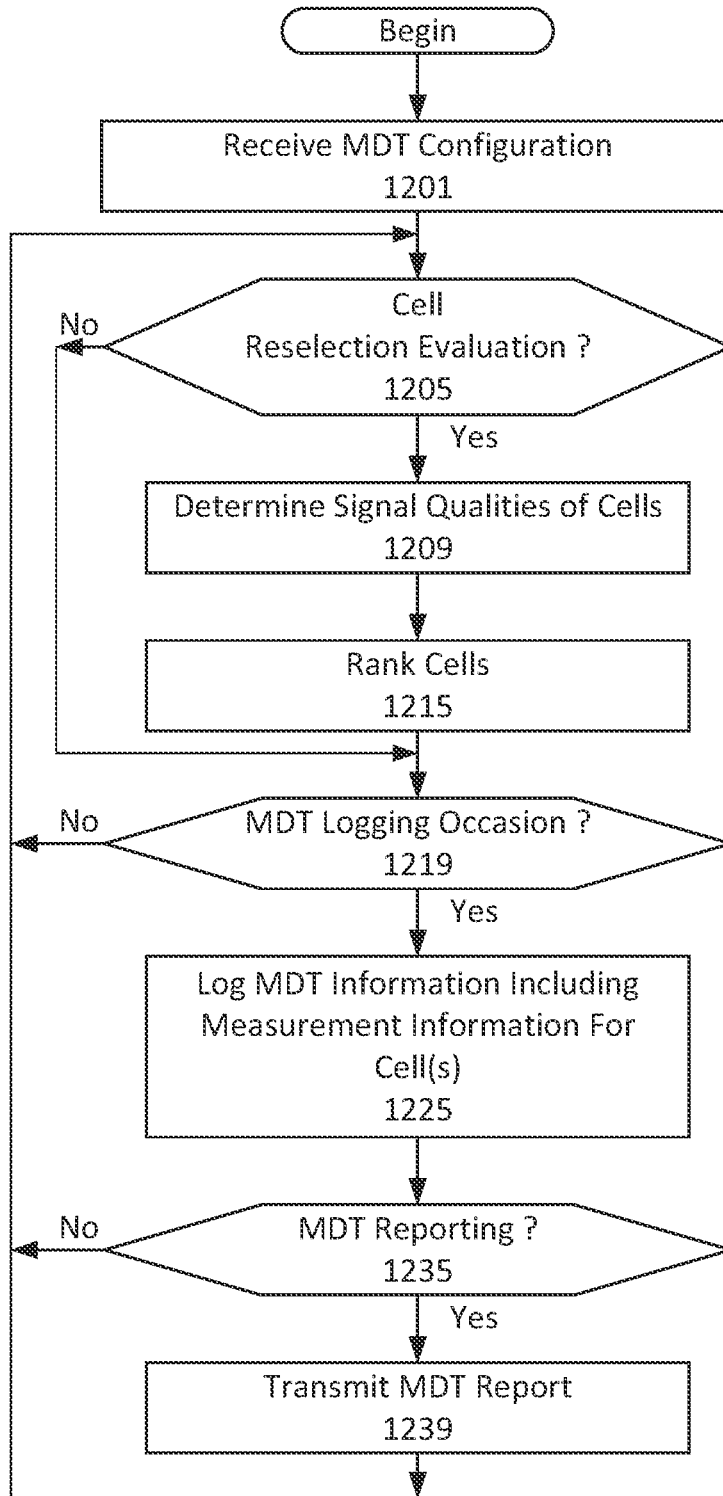 Begin
Receive MDT Configuration
1201
Cell
Reselection Evaluation ?
1205
No
Yes
Determine Signal Qualities of Cells
1209
Rank Cells
1215
MDT Logging Occasion ?
1219
No
Yes
Log MDT Information Including
Measurement Information For
Cell(s)
1225
MDT Reporting ?
1235
No
Yes
Transmit MDT Report
1239